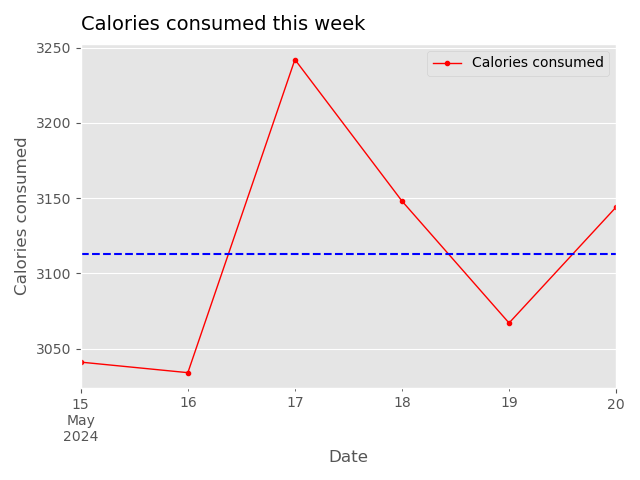 Calories consumed this week
3250
Calories consumed
3200
3150
3100
3050
Calories consumed
15
16
17
18
19
20
May
2024
Date